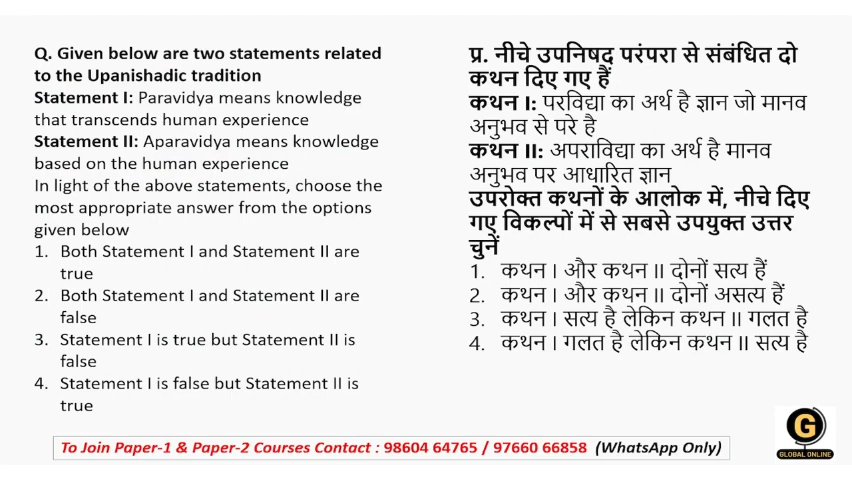 Q. Given below are two statements related
to the Upanishadic tradition
Statement I: Paravidya means knowledge
that transcends human experience
Statement II: Aparavidya means knowledge
based on the human experience
In light of the above statements, choose the
most appropriate answer from the options
given below
1. Both Statement I and Statement II are
true
2. Both Statement I and Statement II are
false
3. Statement I is true but Statement II is
false
4. Statement I is false but Statement II is
true
प्र. नीचे उपनिषद परंपरा से संबंधित दो
कथन दिए गए हैं
कथन I: परविद्या का अर्थ है ज्ञान जो मानव
अनुभव से परे है
कथन II: अपराविद्या का अर्थ है मानव
अनुभव पर आधारित ज्ञान
उपरोक्त कथनों के आलोक में, नीचे दिए
गए विकल्पों में से सबसे उपयुक्त उत्तर
चुनें
1. कथन I और कथन II दोनों सत्य हैं
2. कथन I और कथन II दोनों असत्य हैं
3. कथन I सत्य है लेकिन कथन II गलत है
4. कथन I गलत है लेकिन कथन II सत्य है
To Join Paper-1 & Paper-2 Courses Contact : 98604 64765 / 97660 66858 (WhatsApp Only)
G
GLOBAL ONLINE